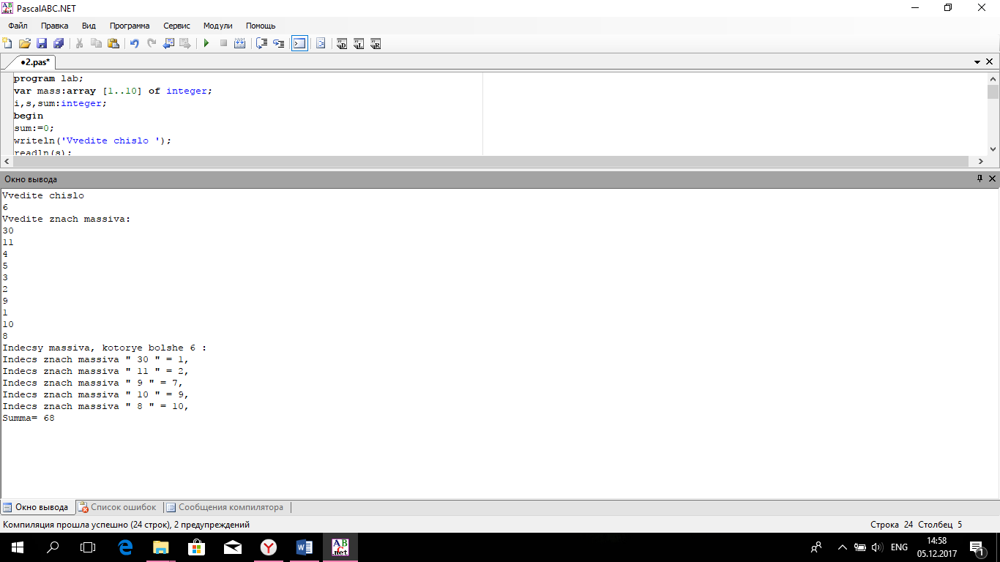 PascalABC.NET
Файл Правка Вид Программа Сервис Модули Помощь
•2.pas*
program lab;
var mass:array [1..10] of integer;
i,s,sum:integer;
begin
sum:=0;
writeln('Vvedite chislo ');
readln(s);
Окно вывода
Vvedite chislo
6
Vvedite znach massiva:
30
11
4
5
3
2
9
1
10
8
Indecsy massiva, kotorye bolshe 6 :
Indecs znach massiva " 30 " = 1,
Indecs znach massiva " 11 " = 2,
Indecs znach massiva " 9 " = 7,
Indecs znach massiva " 10 " = 9,
Indecs znach massiva " 8 " = 10,
Summa= 68
Окно вывода Список ошибок Сообщения компилятора
Компиляция прошла успешно (24 строк), 2 предупреждений Строка 24 Столбец 5
ENG 14:58
05.12.2017 1